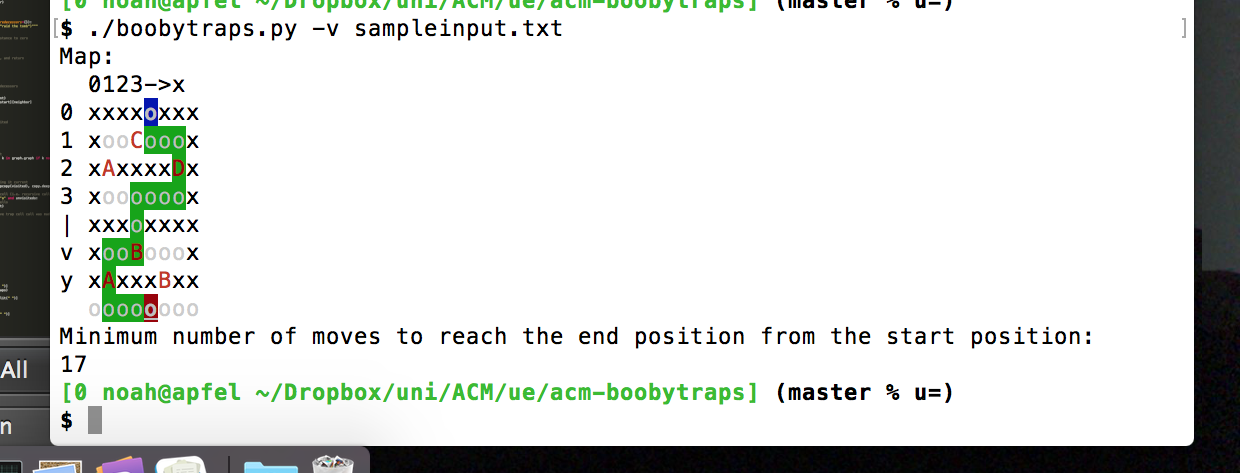 [0 noah@apfel ~/Dropbox/uni/ACM/ue/acm-boobytraps] (master % u=)
[$ ./boobytraps.py -v sampleinput.txt ]
Map:
  0123->x
0 xxxxoxxx
1 xooCooox
2 xAxxxxDx
3 xoooooox
| xxxoxxxx
v xooBooox
y xAxxxBxx
  oooooooo
Minimum number of moves to reach the end position from the start position:
17
[0 noah@apfel ~/Dropbox/uni/ACM/ue/acm-boobytraps] (master % u=)
$
All
n